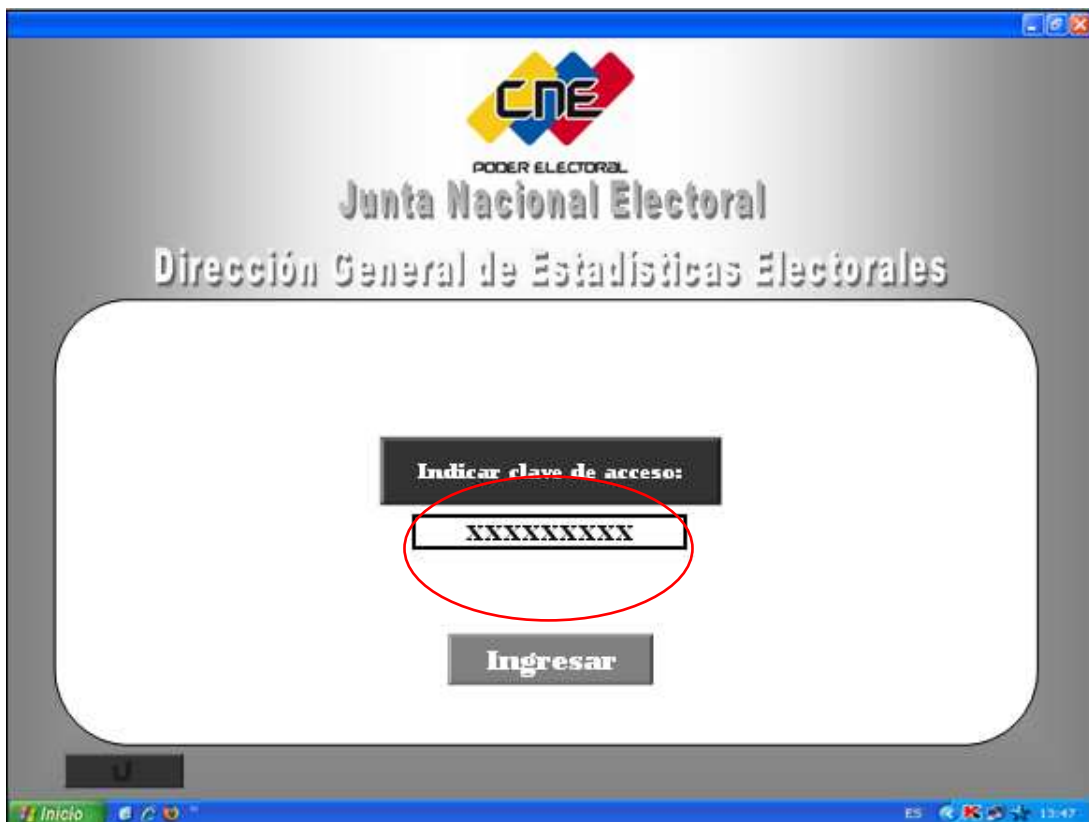 CNE
PODER ELECTORAL
Junta Nacional Electoral
Dirección General de Estadísticas Electorales
Indicar clave de acceso:
XXXXXXXXX
Ingresar
Inicio
ES
13:47